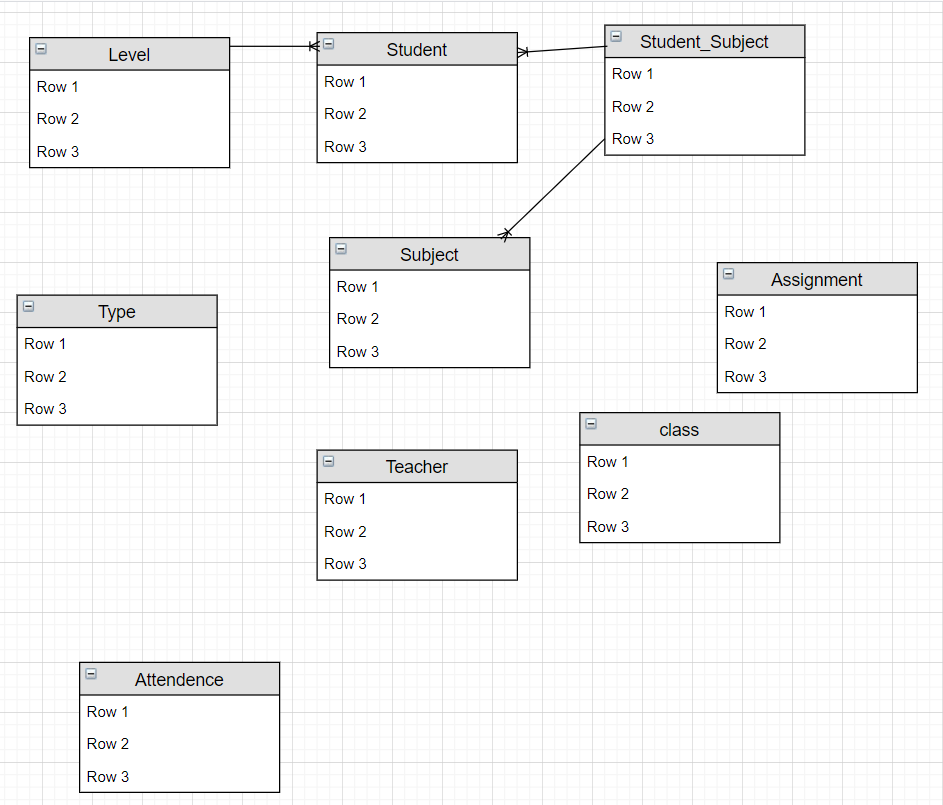 Level
Row 1
Row 2
Row 3
Student
Row 1
Row 2
Row 3
Student_Subject
Row 1
Row 2
Row 3
Subject
Row 1
Row 2
Row 3
Assignment
Row 1
Row 2
Row 3
Type
Row 1
Row 2
Row 3
class
Row 1
Row 2
Row 3
Teacher
Row 1
Row 2
Row 3
Attendence
Row 1
Row 2
Row 3